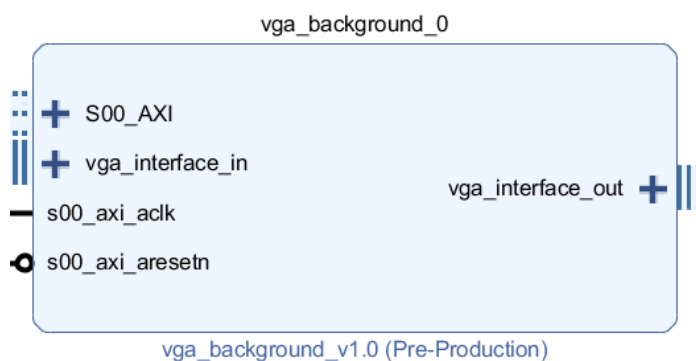 vga_background_0
S00_AXI
vga_interface_in
vga_interface_out
s00_axi_aclk
s00_axi_aresetn
vga_background_v1.0 (Pre-Production)